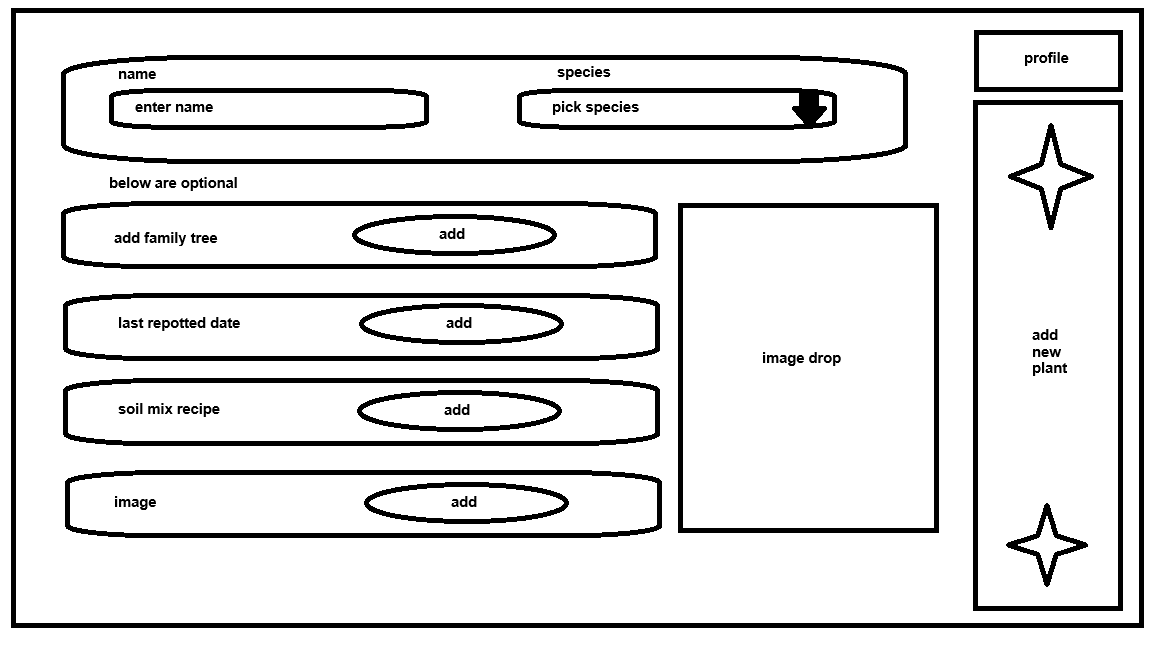 name
species
enter name
pick species
profile
below are optional
add family tree
add
last repotted date
add
soil mix recipe
add
image
add
image drop
add
new
plant